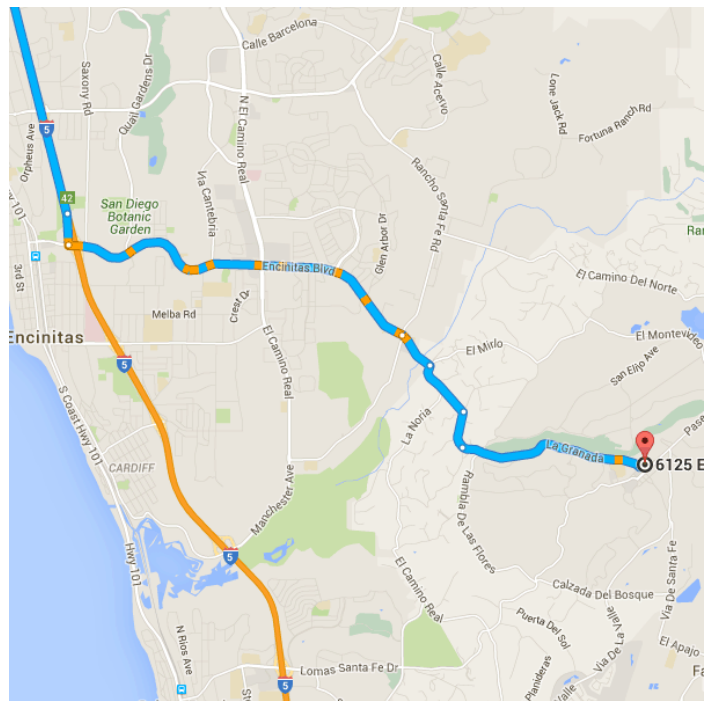 Calle Barcelona
Saxony Rd
Quail Gardens Dr
N El Camino Real
Calle Acervo
Lone Jack Rd
Fortuna Ranch Rd
5
Orpheus Ave
Hwy 101
42
San Diego
Botanic
Garden
Via Cantebria
Rancho Santa Fe Rd
Glen Arbor Dr
3rd St
Encinitas Blvd
El Camino Del Norte
Crest Dr
Melba Rd
Encinitas
El Camino Real
El Mirlo
El Montevideo
San Elijo Ave
5
S Coast Hwy 101
La Noria
La Granada
6125 E
CARDIFF
Manchester Ave
Rambla De Las Flores
Hwy 101
5
El Camino Real
Calzada Del Bosque
Via De Santa Fe
Puerta Del Sol
Via De La Valle
N Rios Ave
Lomas Santa Fe Dr
Planideras
El Apajo
Valle
5